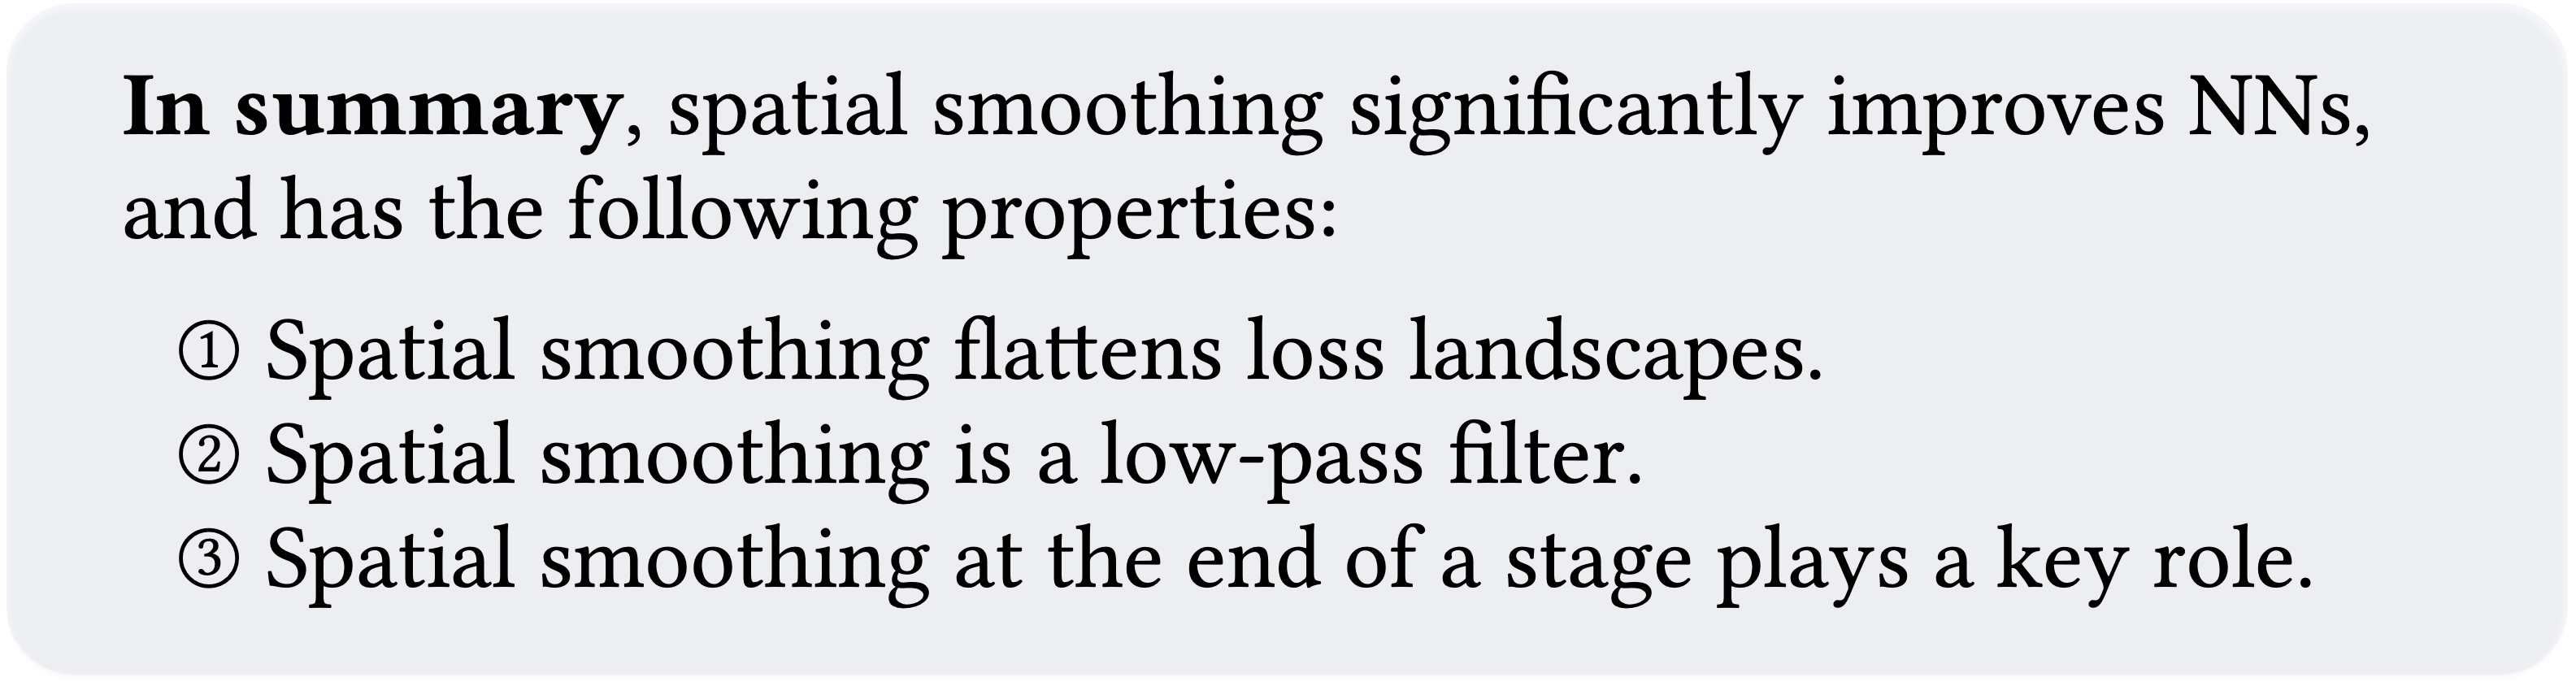 In summary, spatial smoothing significantly improves NNs,
and has the following properties:
① Spatial smoothing flattens loss landscapes.
② Spatial smoothing is a low-pass filter.
③ Spatial smoothing at the end of a stage plays a key role.